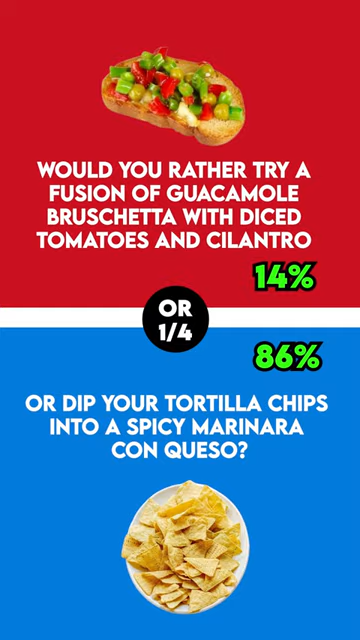 WOULD YOU RATHER TRY A
FUSION OF GUACAMOLE
BRUSCHETTA WITH DICED
TOMATOES AND CILANTRO
14%
OR
1/4
86%
OR DIP YOUR TORTILLA CHIPS
INTO A SPICY MARINARA
CON QUESO?